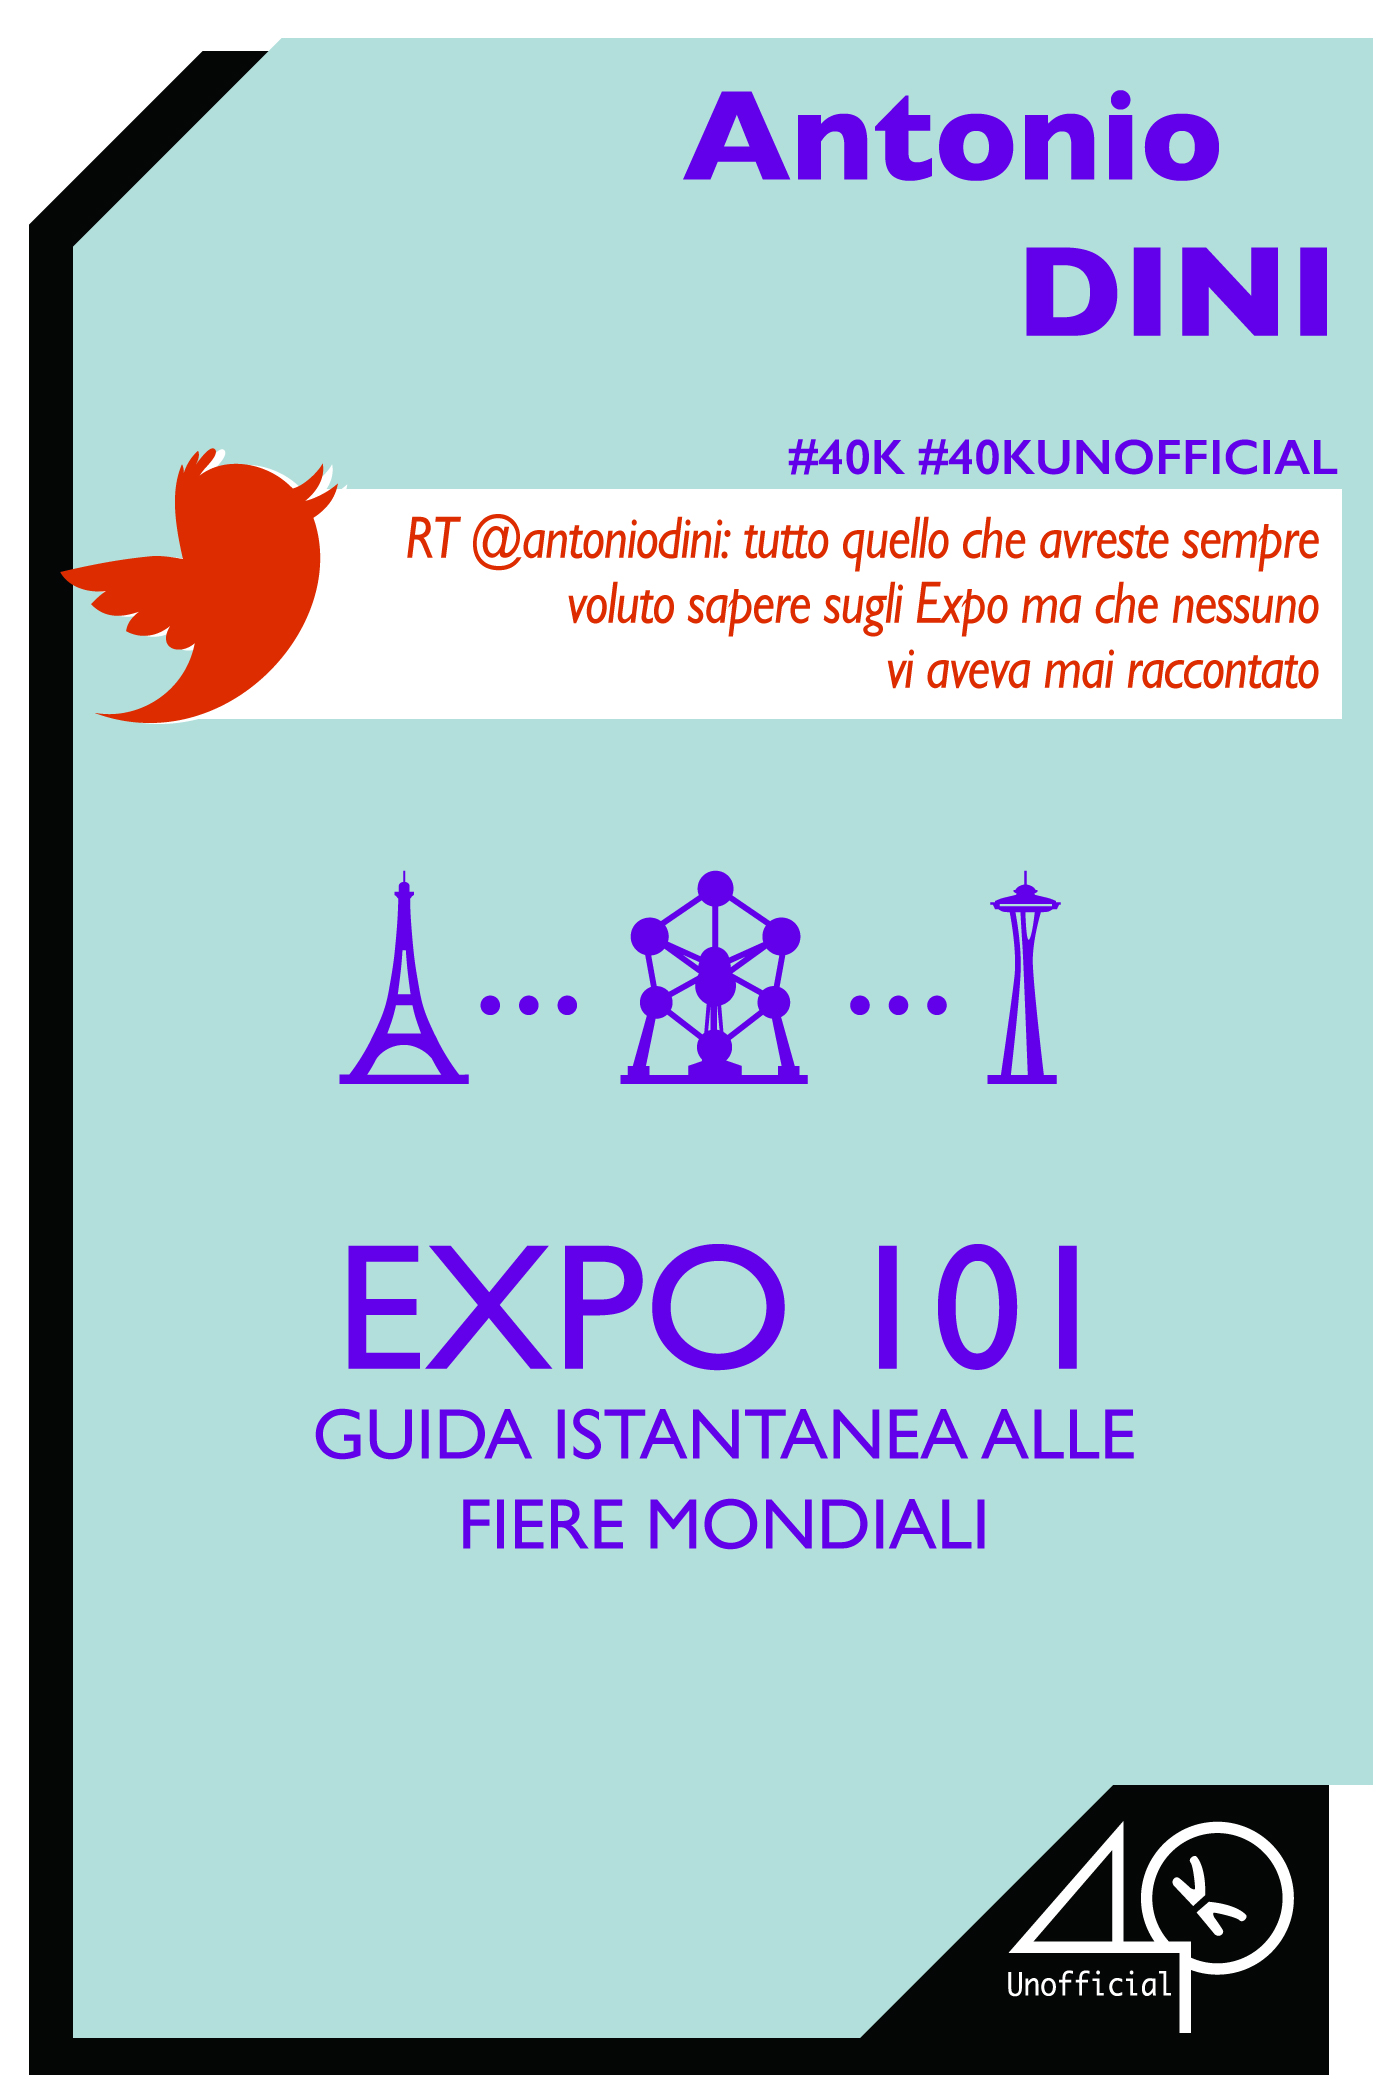 Antonio
DINI
#40K #40KUNOFFICIAL
RT @antoniodini: tutto quello che avreste sempre
voluto sapere sugli Expo ma che nessuno
vi aveva mai raccontato
EXPO 101
GUIDA ISTANTANEA ALLE
FIERE MONDIALI
40K
Unofficial